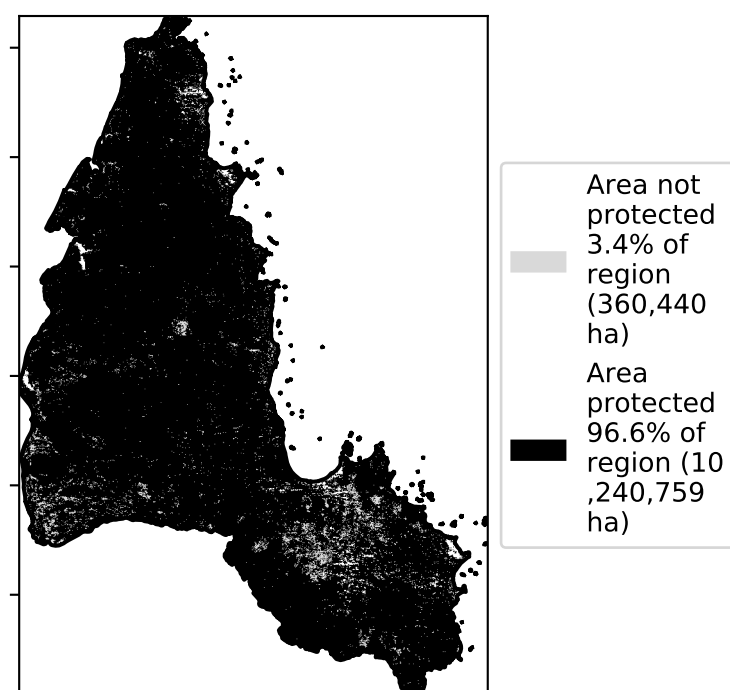 Area not
protected
3.4% of
region
(360,440
ha)
Area
protected
96.6% of
region (10
,240,759
ha)